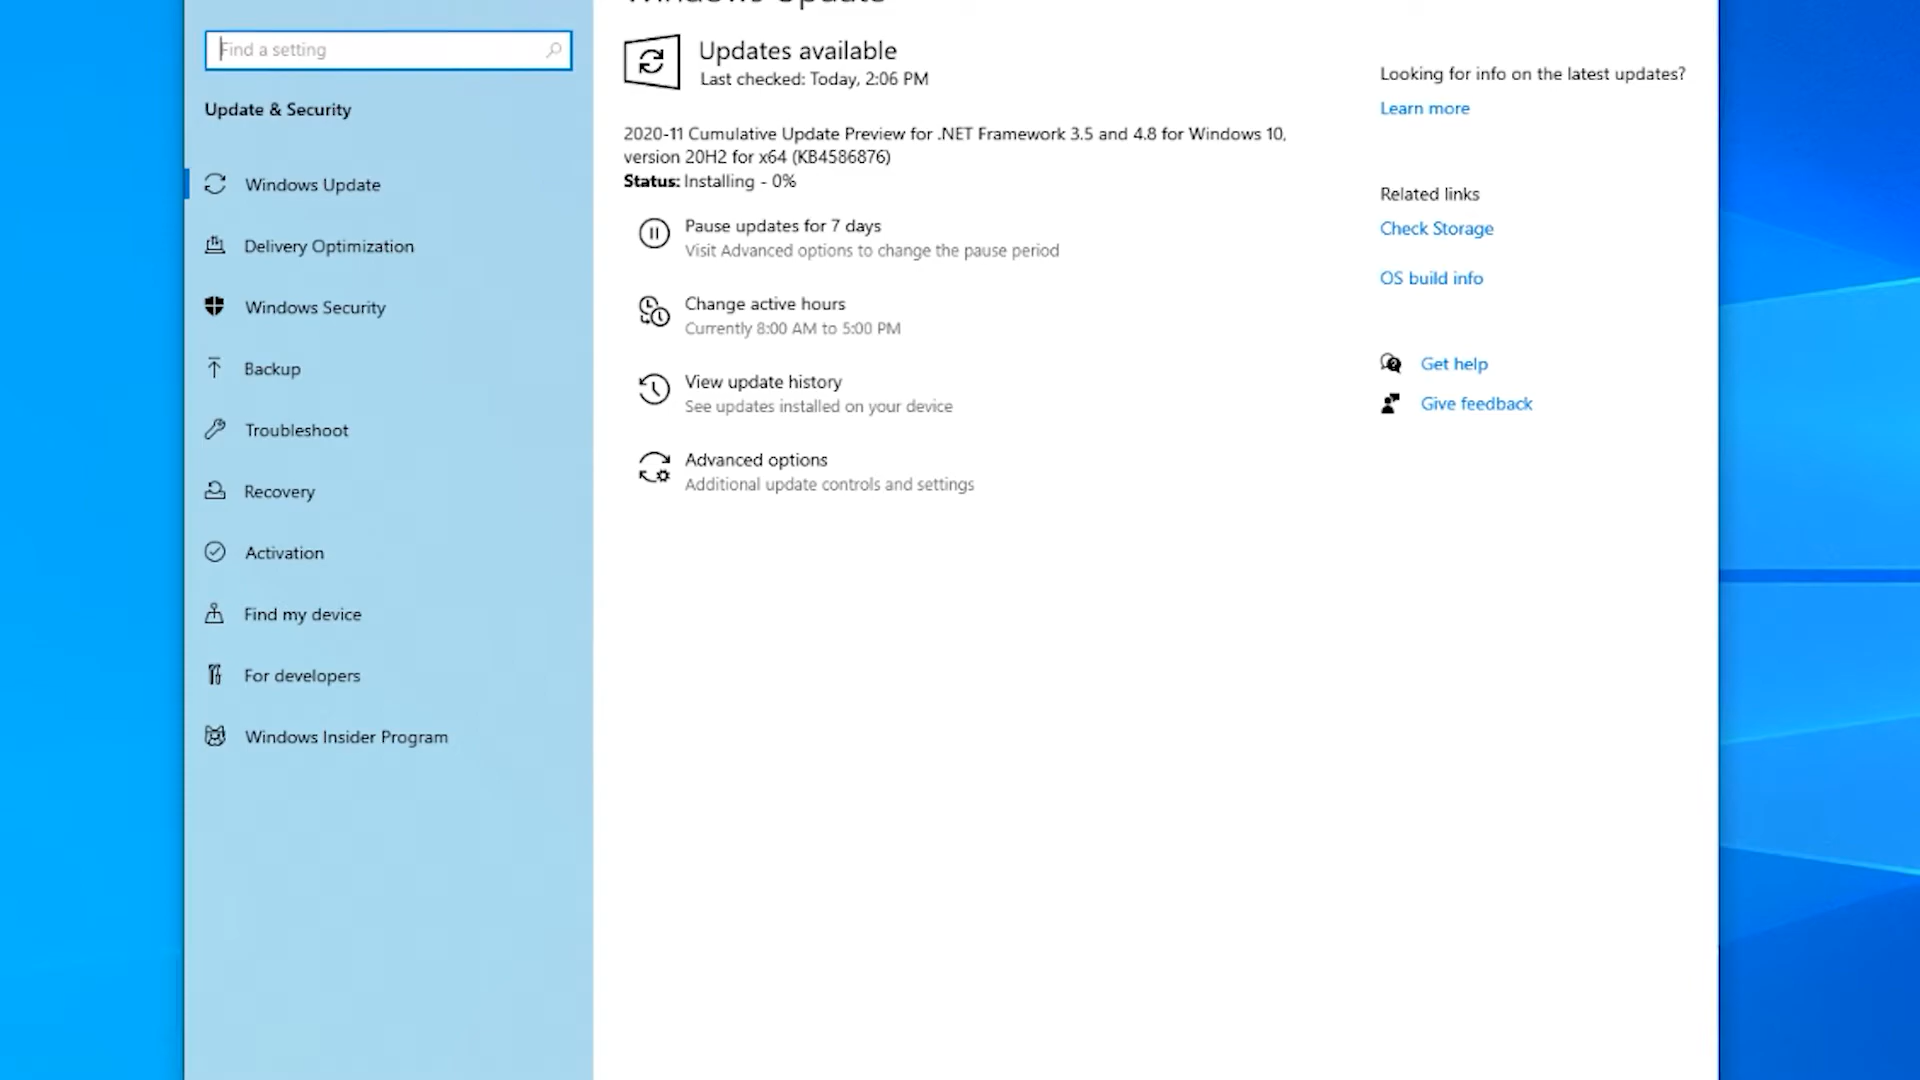 Windows Update
Find a setting
Update & Security
Windows Update
Delivery Optimization
Windows Security
Backup
Troubleshoot
Recovery
Activation
Find my device
For developers
Windows Insider Program
Updates available
Last checked: Today, 2:06 PM
2020-11 Cumulative Update Preview for .NET Framework 3.5 and 4.8 for Windows 10,
version 20H2 for x64 (KB4586876)
Status: Installing - 0%
Pause updates for 7 days
Visit Advanced options to change the pause period
Change active hours
Currently 8:00 AM to 5:00 PM
View update history
See updates installed on your device
Advanced options
Additional update controls and settings
Looking for info on the latest updates?
Learn more
Related links
Check Storage
OS build info
Get help
Give feedback